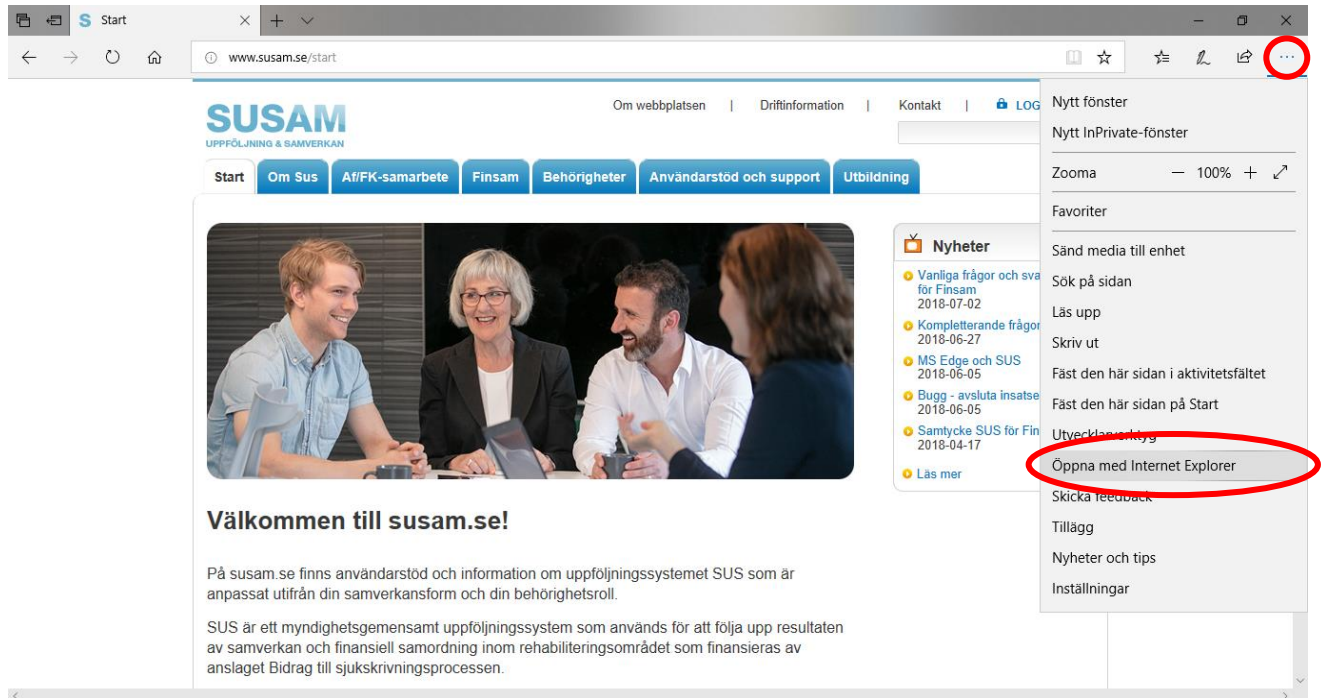 Start
www.susam.se/start
SUSAM
UPPFÖLJNING & SAMVERKAN
Om webbplatsen | Driftinformation | Kontakt | LOG
Start Om Sus Af/FK-samarbete Finsam Behörigheter Användarstöd och support Utbildning
Nyheter
Vanliga frågor och sva
för Finsam
2018-07-02
Kompletterande frågor
2018-06-27
MS Edge och SUS
2018-06-05
Bugg - avsluta insatse
2018-06-05
Samtycke SUS för Fin
2018-04-17
Läs mer
Välkommen till susam.se!
På susam.se finns användarstöd och information om uppföljningssystemet SUS som är
anpassat utifrån din samverkansform och din behörighetsroll.
SUS är ett myndighetsgemensamt uppföljningssystem som används för att följa upp resultaten
av samverkan och finansiell samordning inom rehabiliteringsområdet som finansieras av
anslaget Bidrag till sjukskrivningsprocessen.
Nytt fönster
Nytt InPrivate-fönster
Zooma — 100% +
Favoriter
Sänd media till enhet
Sök på sidan
Läs upp
Skriv ut
Fäst den här sidan i aktivitetsfältet
Fäst den här sidan på Start
Utvecklarverktyg
Öppna med Internet Explorer
Skicka feedback
Tillägg
Nyheter och tips
Inställningar